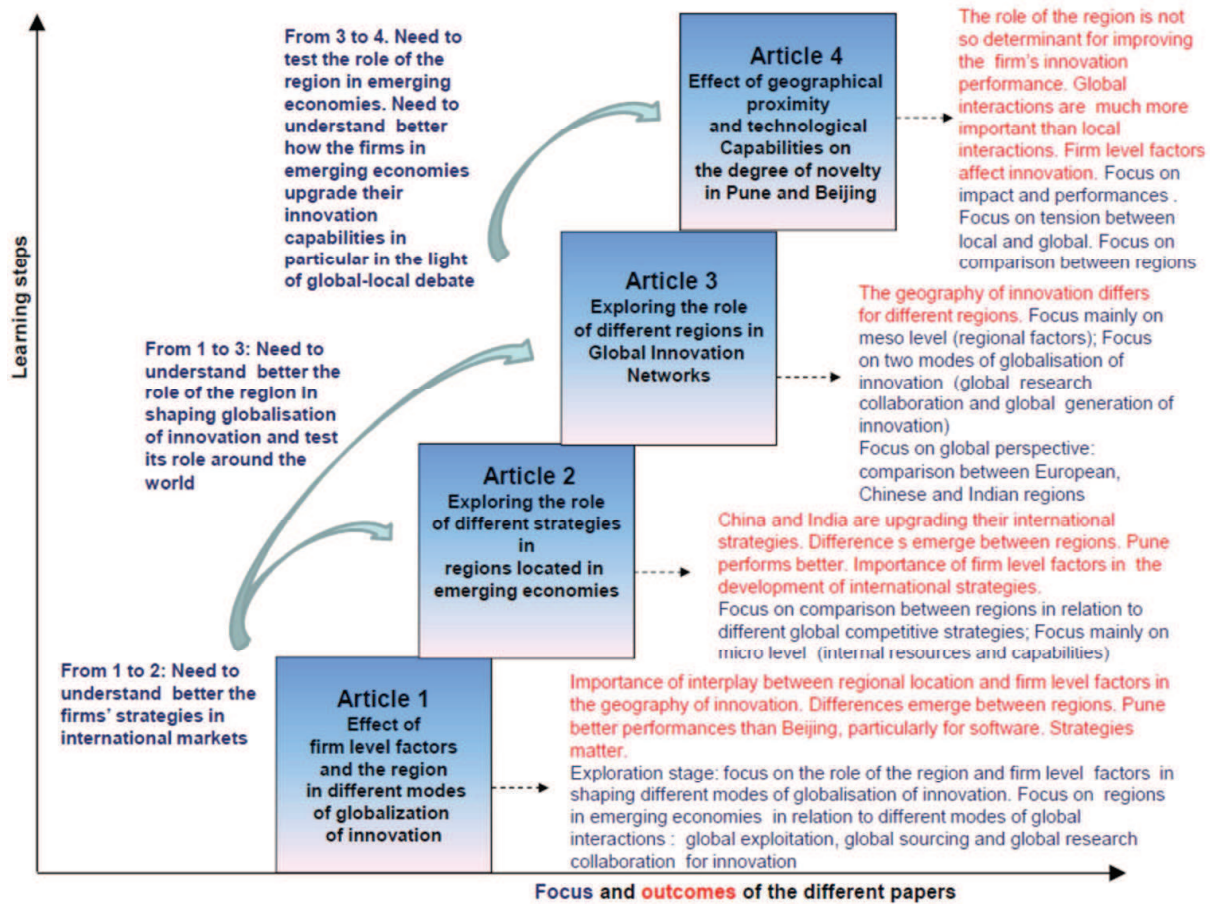 Learning steps
From 3 to 4. Need to
test the role of the
region in emerging
economies. Need to
understand better
how the firms in
emerging economies
upgrade their
innovation
capabilities in
particular in the light
of global-local debate
Article 4
Effect of geographical
proximity
and technological
Capabilities on
the degree of novelty
in Pune and Beijing
The role of the region is not
so determinant for improving
the firm's innovation
performance. Global
interactions are much more
important than local
interactions. Firm level factors
affect innovation. Focus on
impact and performances .
Focus on tension between
local and global. Focus on
comparison between regions
From 1 to 3: Need to
understand better the
role of the region in
shaping globalisation
of innovation and test
its role around the
world
Article 3
Exploring the role
of different regions in
Global Innovation
Networks
The geography of innovation differs
for different regions. Focus mainly on
meso level (regional factors); Focus
on two modes of globalisation of
innovation (global research
collaboration and global generation of
innovation)
Focus on global perspective:
comparison between European,
Chinese and Indian regions
Article 2
Exploring the role
of different strategies
in
regions located in
emerging economies
China and India are upgrading their international
strategies. Difference s emerge between regions. Pune
performs better. Importance of firm level factors in the
development of international strategies.
Focus on comparison between regions in relation to
different global competitive strategies; Focus mainly on
micro level (internal resources and capabilities)
From 1 to 2: Need to
understand better the
firms' strategies in
international markets
Article 1
Effect of
firm level factors
and the region
in different modes
of globalization
of innovation
Importance of interplay between regional location and firm level factors in
the geography of innovation. Differences emerge between regions. Pune
better performances than Beijing, particularly for software. Strategies
matter.
Exploration stage: focus on the role of the region and firm level factors in
shaping different modes of globalisation of innovation. Focus on regions
in emerging economies in relation to different modes of global
interactions : global exploitation, global sourcing and global research
collaboration for innovation
Focus and outcomes of the different papers